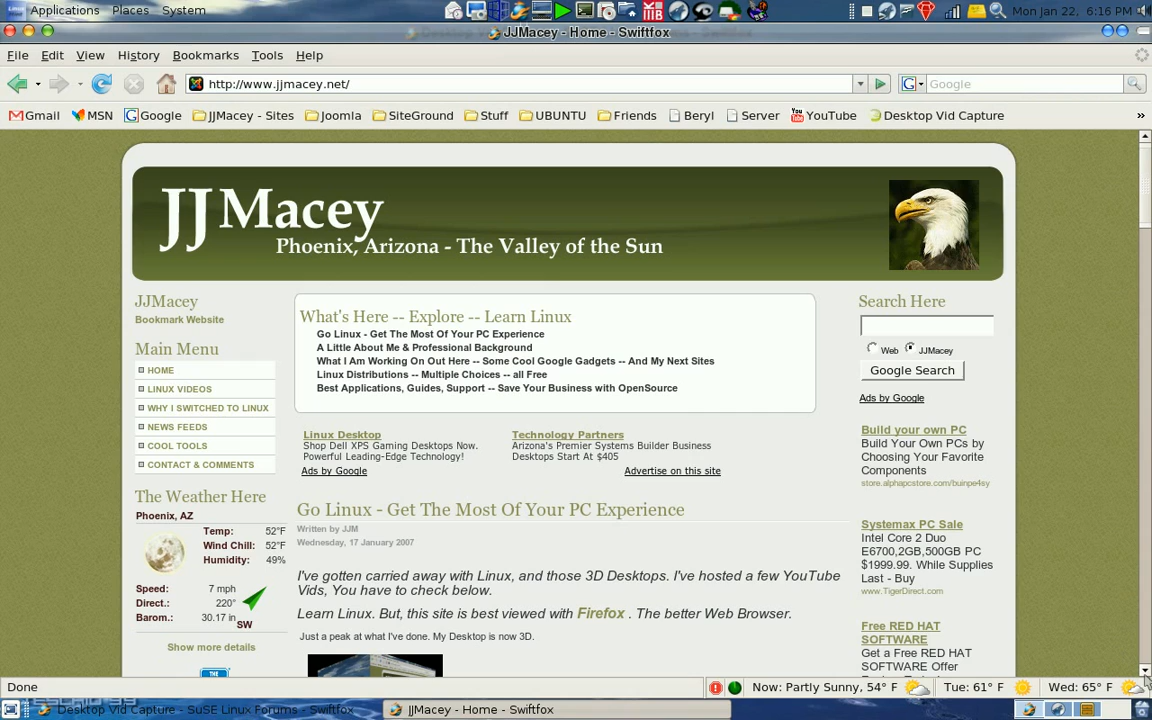 Applications Places System
Mon Jan 22, 6:16 PM
JJMacey - Home - Swiftfox
File Edit View History Bookmarks Tools Help
http://www.jjmacey.net/
Google
Gmail MSN Google JJMacey - Sites Joomla SiteGround Stuff UBUNTU Friends Beryl Server YouTube Desktop Vid Capture »
JJ Macey
Phoenix, Arizona - The Valley of the Sun
JJMacey
Bookmark Website
Main Menu
HOME
LINUX VIDEOS
WHY I SWITCHED TO LINUX
NEWS FEEDS
COOL TOOLS
CONTACT & COMMENTS
The Weather Here
Phoenix, AZ
Temp: 52°F
Wind Chill: 52°F
Humidity: 49%
Speed: 7 mph
Direct.: 220°
Barom.: 30.17 in
SW
Show more details
THE
What's Here -- Explore -- Learn Linux
Go Linux - Get The Most Of Your PC Experience
A Little About Me & Professional Background
What I Am Working On Out Here -- Some Cool Google Gadgets -- And My Next Sites
Linux Distributions -- Multiple Choices -- all Free
Best Applications, Guides, Support -- Save Your Business with OpenSource
Linux Desktop
Shop Dell XPS Gaming Desktops Now.
Powerful Leading-Edge Technology!
Technology Partners
Arizona's Premier Systems Builder Business
Desktops Start At $405
Ads by Google
Advertise on this site
Go Linux - Get The Most Of Your PC Experience
Written by JJM
Wednesday, 17 January 2007
I've gotten carried away with Linux, and those 3D Desktops. I've hosted a few YouTube
Vids, You have to check below.
Learn Linux. But, this site is best viewed with Firefox . The better Web Browser.
Just a peak at what I've done. My Desktop is now 3D.
Search Here
Web JJMacey
Google Search
Ads by Google
Build your own PC
Build Your Own PCs by
Choosing Your Favorite
Components
store.alphapcstore.com/buinpe4sy
Systemax PC Sale
Intel Core 2 Duo
E6700,2GB,500GB PC
$1999.99. While Supplies
Last - Buy
www.TigerDirect.com
Free RED HAT
SOFTWARE
Get a Free RED HAT
SOFTWARE Offer
Done
Now: Partly Sunny, 54° F Tue: 61° F Wed: 65° F
Desktop Vid Capture - SuSE Linux Forums - Swiftfox
JJMacey - Home - Swiftfox